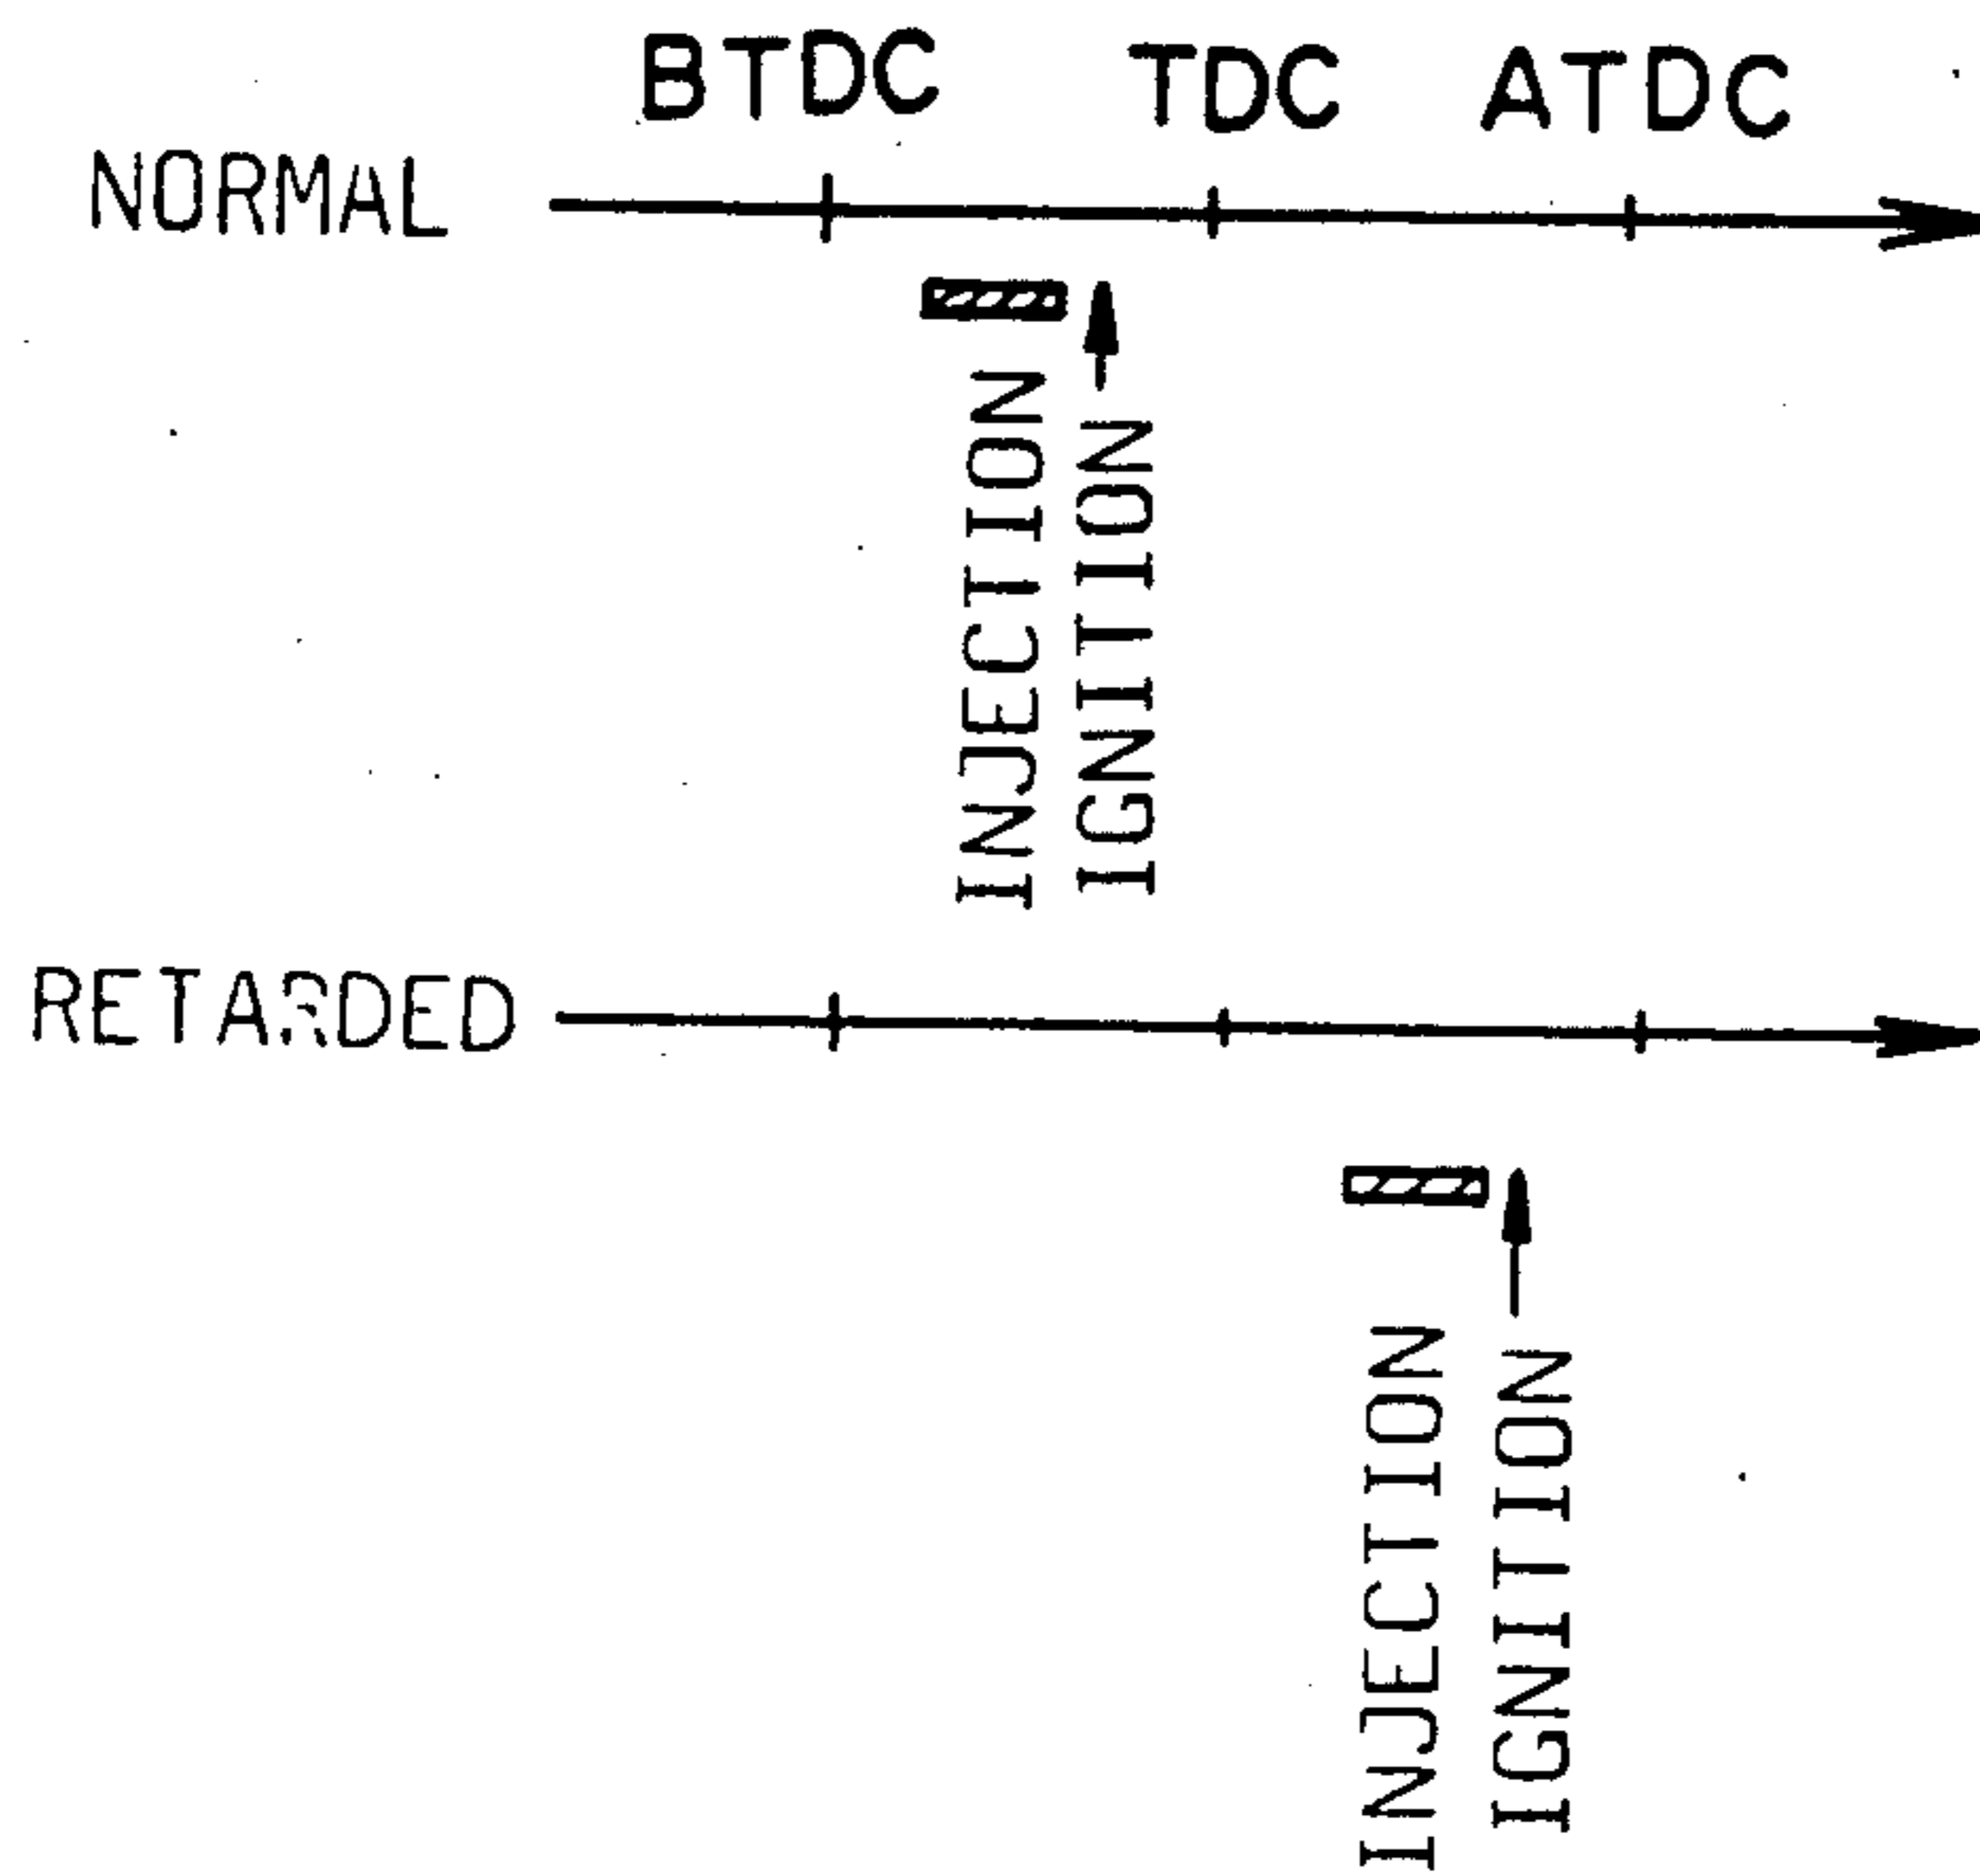 BTDC TDC ATDC
NORMAL
INJECTION
IGNITION
RETARDED
INJECTION
IGNITION